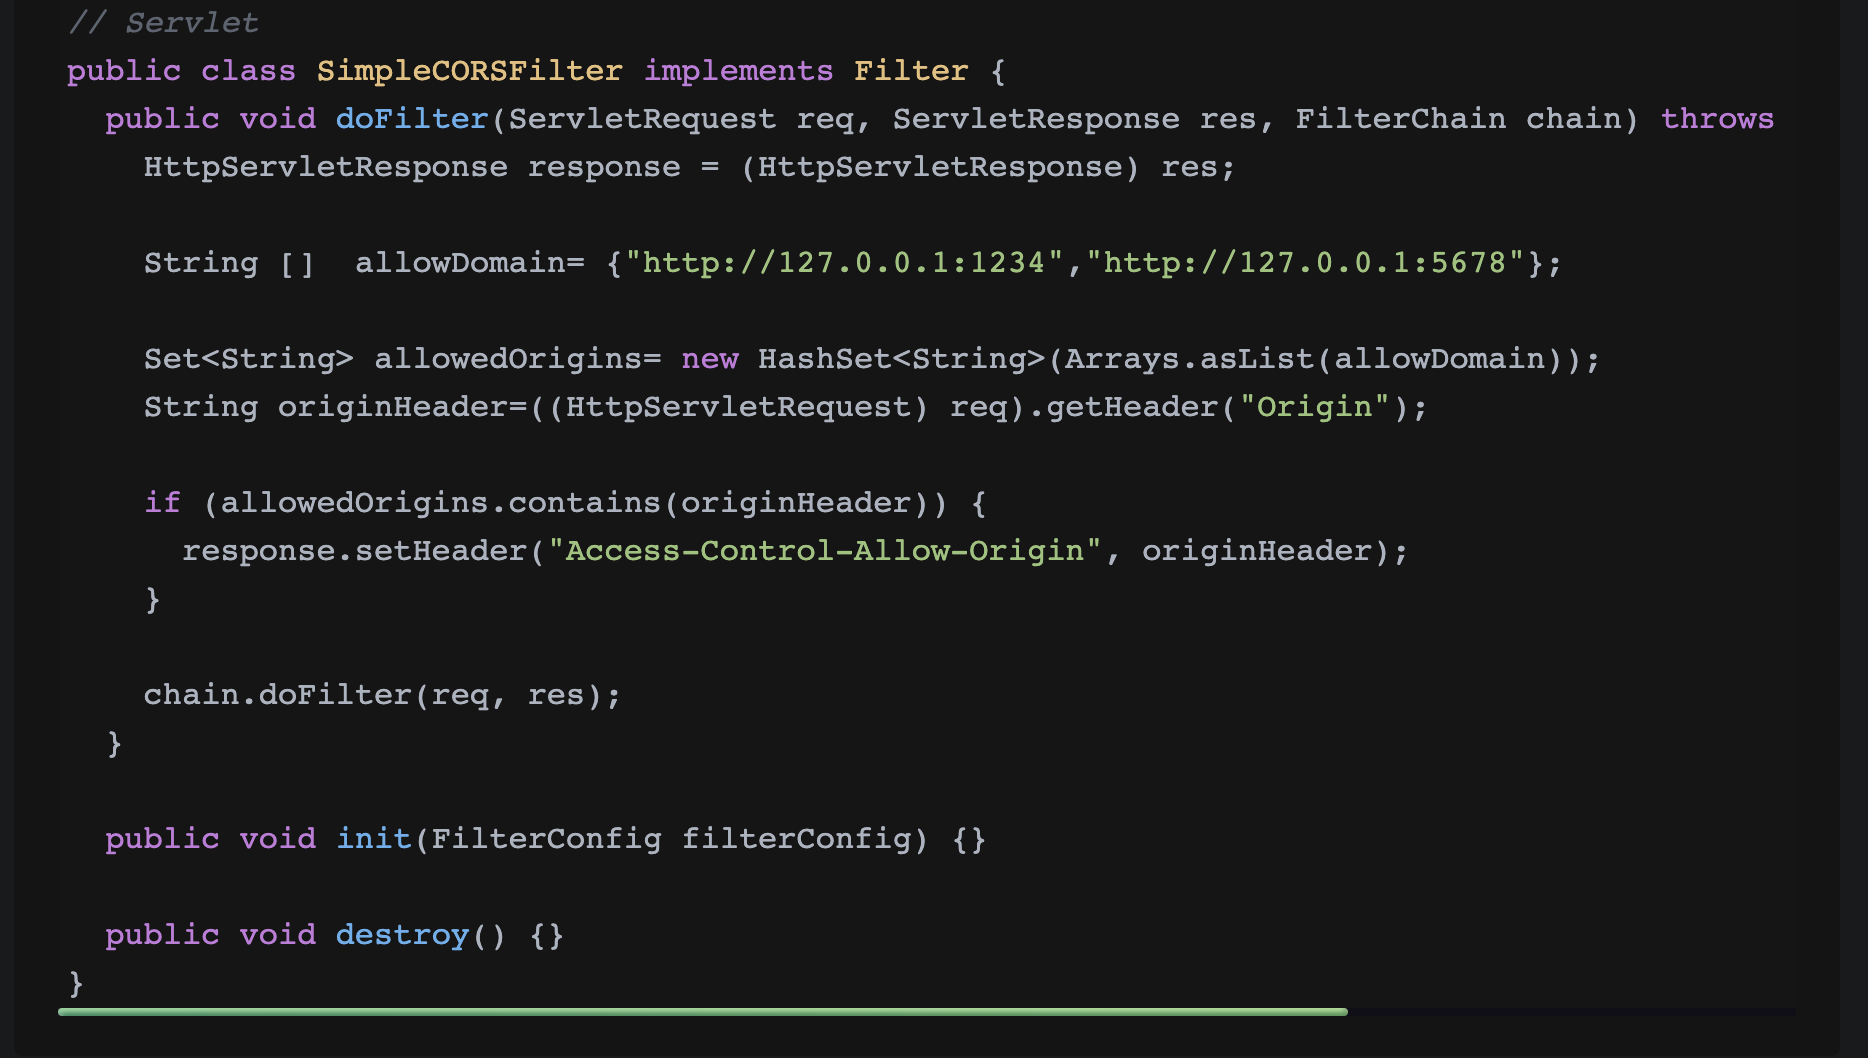 // Servlet
public class SimpleCORSFilter implements Filter {
  public void doFilter(ServletRequest req, ServletResponse res, FilterChain chain) throws
    HttpServletResponse response = (HttpServletResponse) res;

    String []  allowDomain= {"http://127.0.0.1:1234","http://127.0.0.1:5678"};

    Set<String> allowedOrigins= new HashSet<String>(Arrays.asList(allowDomain));
    String originHeader=((HttpServletRequest) req).getHeader("Origin");

    if (allowedOrigins.contains(originHeader)) {
      response.setHeader("Access-Control-Allow-Origin", originHeader);
    }

    chain.doFilter(req, res);
  }

  public void init(FilterConfig filterConfig) {}

  public void destroy() {}
}